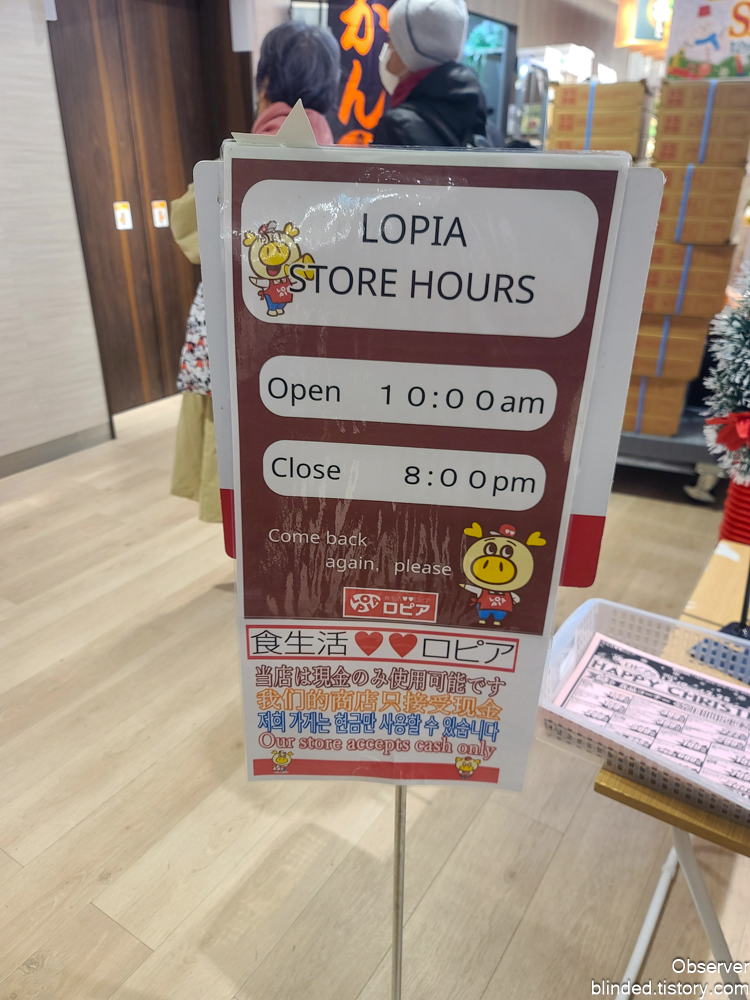 かん
LOPIA
STORE HOURS
Open 10:00am
Close 8:00pm
Come back
again, please
ロピア
食生活♥♥ロピア
当店は現金のみ使用可能です
我们的商店只接受现金
저희 가게는 현금만 사용할 수 있습니다
Our store accepts cash only
HAPPY CHRIST
Observer
blinded.tistory.com